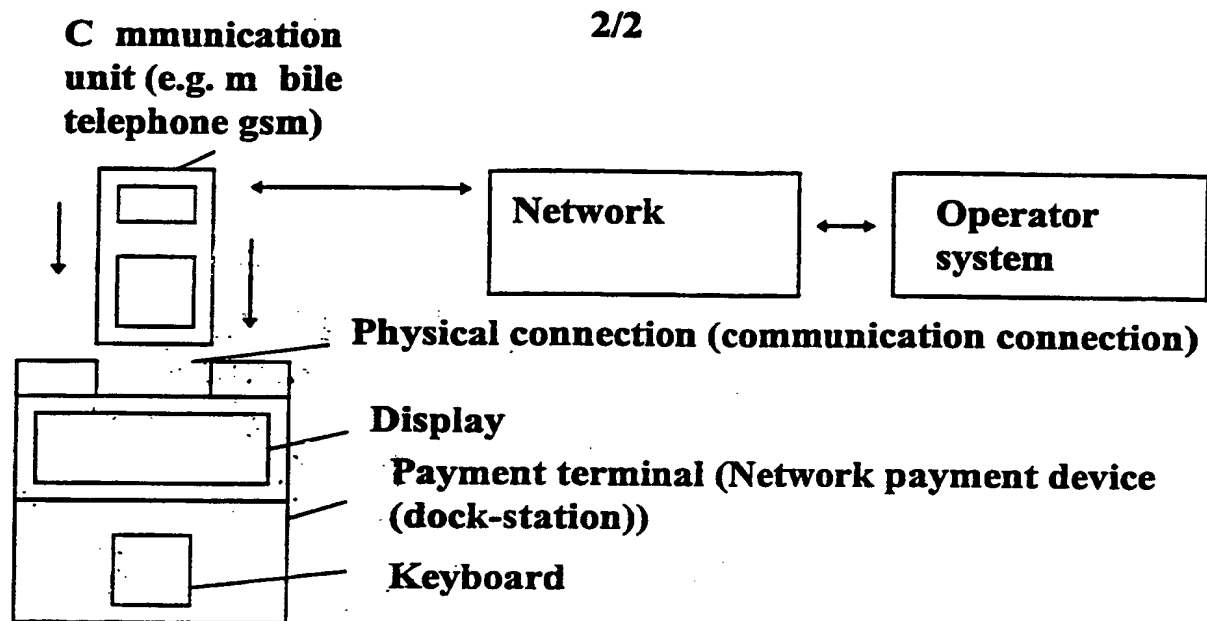 2/2
C mmunication
unit (e.g. m bile
telephone gsm)
Network
Operator
system
Physical connection (communication connection)
Display
Payment terminal (Network payment device
(dock-station))
Keyboard